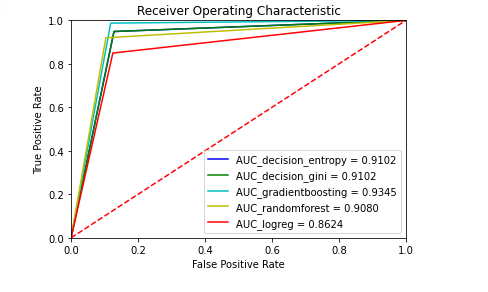 Receiver Operating Characteristic
True Positive Rate
1.0
0.8
0.6
0.4
0.2
0.0
AUC_decision_entropy = 0.9102
AUC_decision_gini = 0.9102
AUC_gradientboosting = 0.9345
AUC_randomforest = 0.9080
AUC_logreg = 0.8624
0.0 0.2 0.4 0.6 0.8 1.0
False Positive Rate